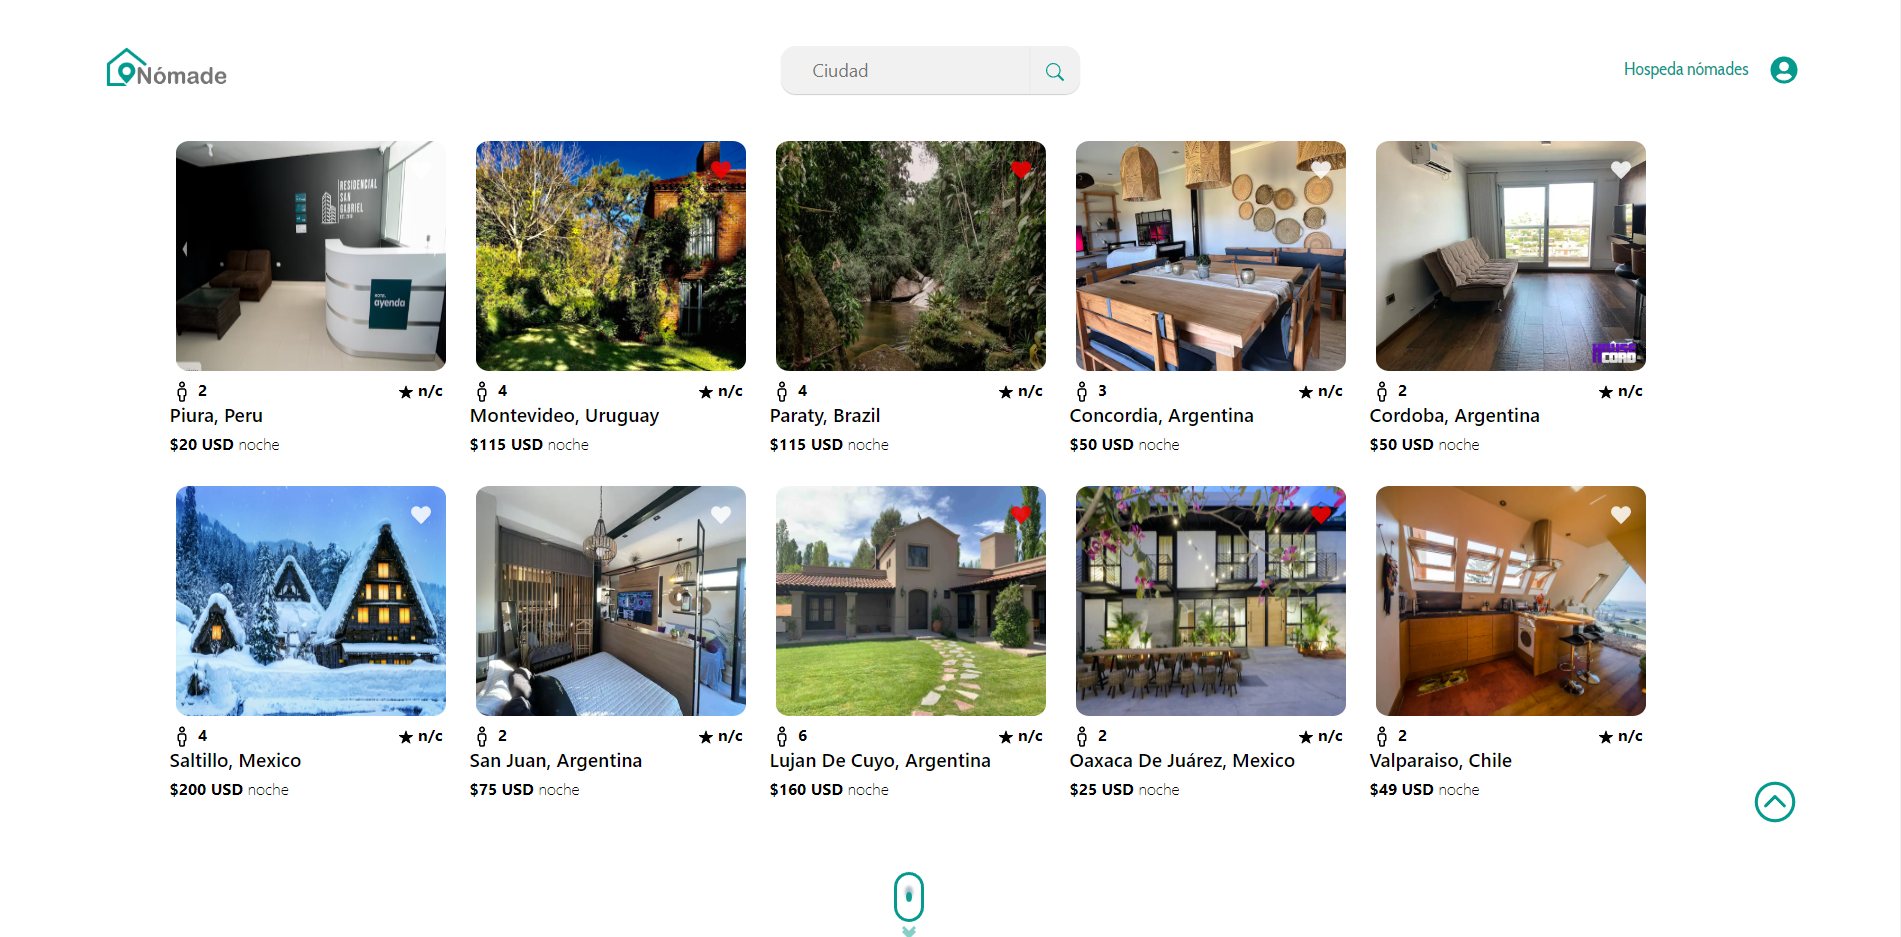 Nómade
Ciudad
Hospeda nómades
RESIDENCIAL
SAN
GABRIEL
HOTEL
ayenda
2 n/c
Piura, Peru
$20 USD noche
4 n/c
Montevideo, Uruguay
$115 USD noche
4 n/c
Paraty, Brazil
$115 USD noche
3 n/c
Concordia, Argentina
$50 USD noche
2 n/c
Cordoba, Argentina
$50 USD noche
4 n/c
Saltillo, Mexico
$200 USD noche
2 n/c
San Juan, Argentina
$75 USD noche
6 n/c
Lujan De Cuyo, Argentina
$160 USD noche
2 n/c
Oaxaca De Juárez, Mexico
$25 USD noche
2 n/c
Valparaiso, Chile
$49 USD noche